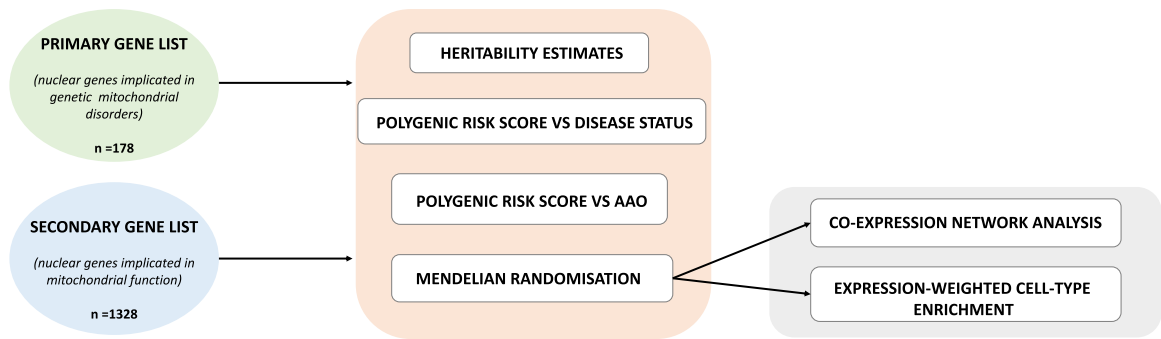 PRIMARY GENE LIST
(nuclear genes implicated in
genetic mitochondrial
disorders)
n =178
SECONDARY GENE LIST
(nuclear genes implicated in
mitochondrial function)
n =1328
HERITABILITY ESTIMATES
POLYGENIC RISK SCORE VS DISEASE STATUS
POLYGENIC RISK SCORE VS AAO
MENDELIAN RANDOMISATION
CO-EXPRESSION NETWORK ANALYSIS
EXPRESSION-WEIGHTED CELL-TYPE
ENRICHMENT